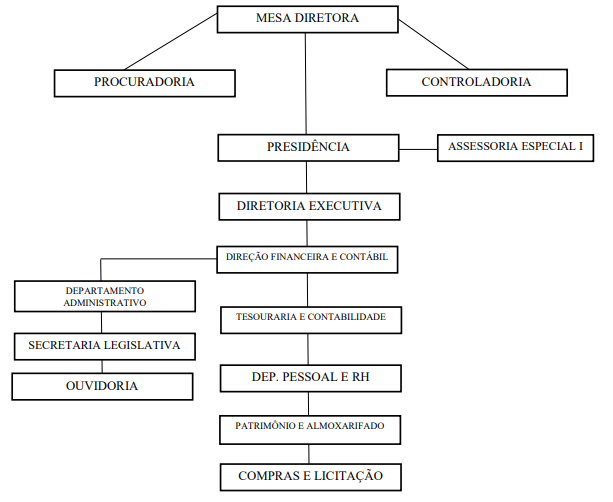 MESA DIRETORA
PROCURADORIA
CONTROLADORIA
PRESIDÊNCIA
ASSESSORIA ESPECIAL I
DIRETORIA EXECUTIVA
DIREÇÃO FINANCEIRA E CONTÁBIL
DEPARTAMENTO
ADMINISTRATIVO
TESOURARIA E CONTABILIDADE
SECRETARIA LEGISLATIVA
DEP. PESSOAL E RH
OUVIDORIA
PATRIMÔNIO E ALMOXARIFADO
COMPRAS E LICITAÇÃO